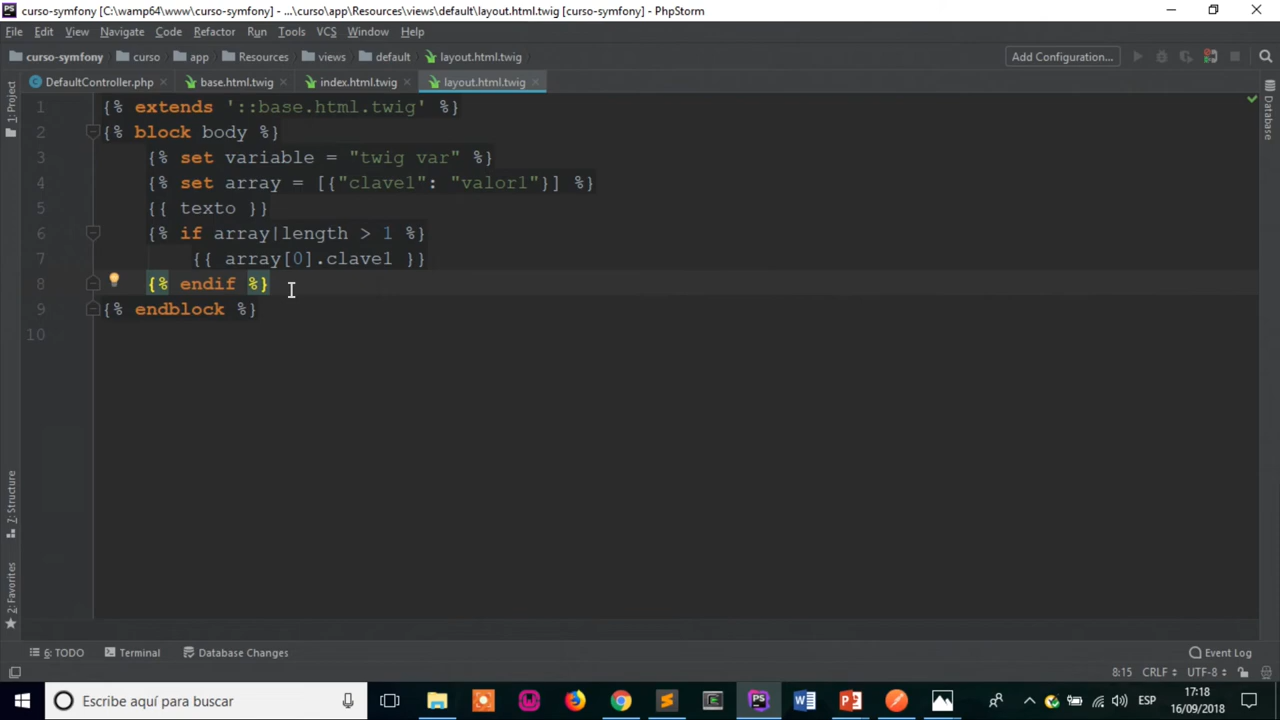 curso-symfony [C:\wamp64\www\curso-symfony] - ...\curso\app\Resources\views\default\layout.html.twig [curso-symfony] - PhpStorm
File Edit View Navigate Code Refactor Run Tools VCS Window Help
curso-symfony curso app Resources views default layout.html.twig Add Configuration...
DefaultController.php base.html.twig index.html.twig layout.html.twig
1: Project
Database
1 {% extends '::base.html.twig' %}
2 {% block body %}
3 {% set variable = "twig var" %}
4 {% set array = [{"clave1": "valor1"}] %}
5 {{ texto }}
6 {% if array|length > 1 %}
7 {{ array[0].clave1 }}
8 {% endif %}
9 {% endblock %}
10
7: Structure
2: Favorites
6: TODO Terminal Database Changes Event Log
8:15 CRLF UTF-8
Escribe aquí para buscar
ESP
17:18
16/09/2018